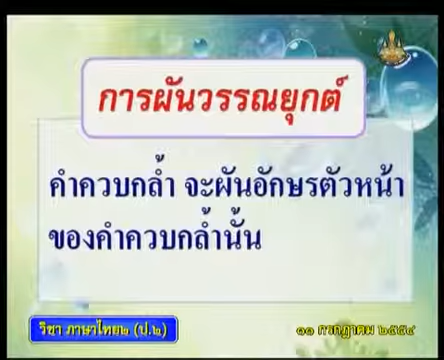 การผันวรรณยุกต์
คำควบกล้ำ จะผันอักษรตัวหน้า
ของคำควบกล้ำนั้น
วิชา ภาษาไทย๒ (ป.๒)
๑๑ กรกฎาคม ๒๕๕๔